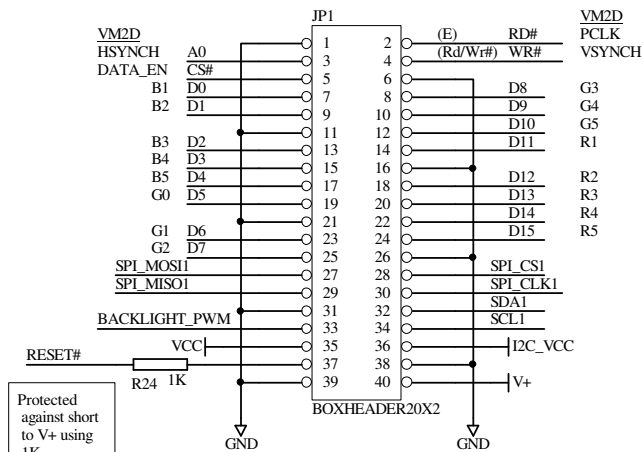 JP1
VM2D VM2D
HSYNCH A0 1 2 (E) RD# PCLK
DATA_EN CS# 3 4 (Rd/Wr#) WR# VSYNCH
5 6
B1 D0 7 8 D8 G3
B2 D1 9 10 D9 G4
11 12 D10 G5
B3 D2 13 14 D11 R1
B4 D3 15 16
B5 D4 17 18 D12 R2
G0 D5 19 20 D13 R3
21 22 D14 R4
G1 D6 23 24 D15 R5
G2 D7 25 26
SPI_MOSI1 27 28 SPI_CS1
SPI_MISO1 29 30 SPI_CLK1
31 32 SDA1
BACKLIGHT_PWM 33 34 SCL1
VCC 35 36 I2C_VCC
RESET# 37 38
R24 1K 39 40 V+
BOXHEADER20X2
Protected
against short
to V+ using
1K
GND GND